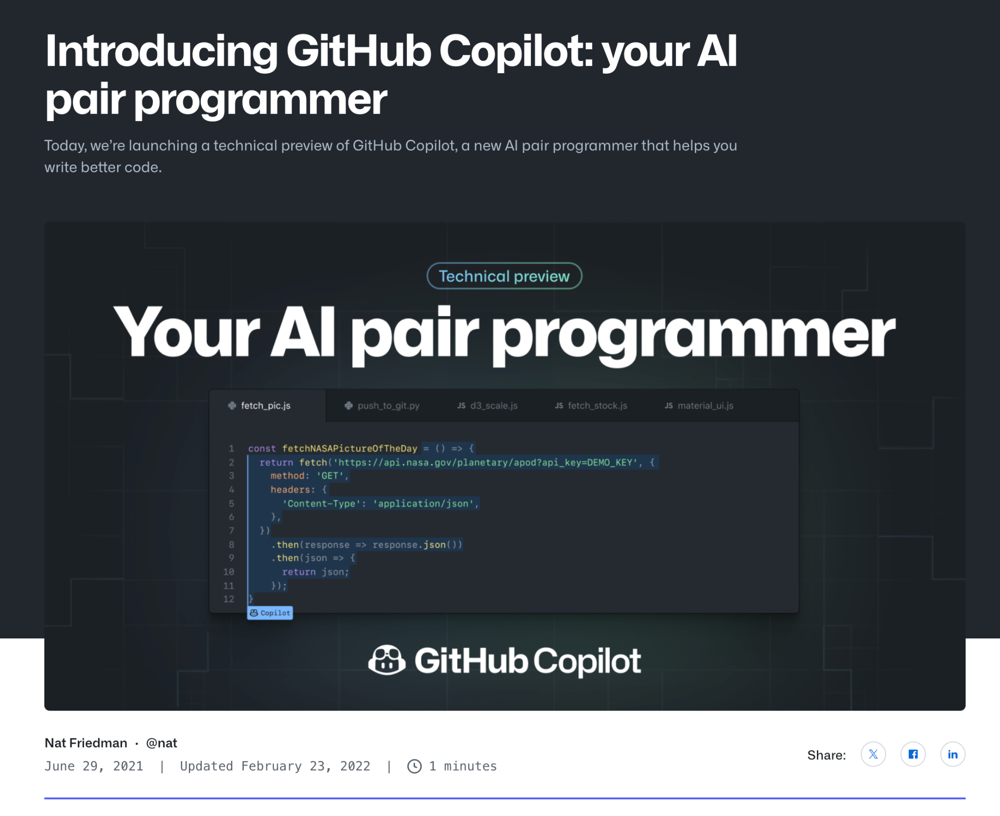 Introducing GitHub Copilot: your AI
pair programmer
Today, we’re launching a technical preview of GitHub Copilot, a new AI pair programmer that helps you
write better code.
Technical preview
Your AI pair programmer
fetch_pic.js push_to_git.py JS d3_scale.js JS fetch_stock.js JS material_ui.js
1 const fetchNASAPictureOfTheDay = () => {
2 return fetch('https://api.nasa.gov/planetary/apod?api_key=DEMO_KEY', {
3 method: 'GET',
4 headers: {
5 'Content-Type': 'application/json',
6 },
7 })
8 .then(response => response.json())
9 .then(json => {
10 return json;
11 });
12 }
Copilot
GitHub Copilot
Nat Friedman · @nat
June 29, 2021 | Updated February 23, 2022 | 1 minutes
Share: X f in